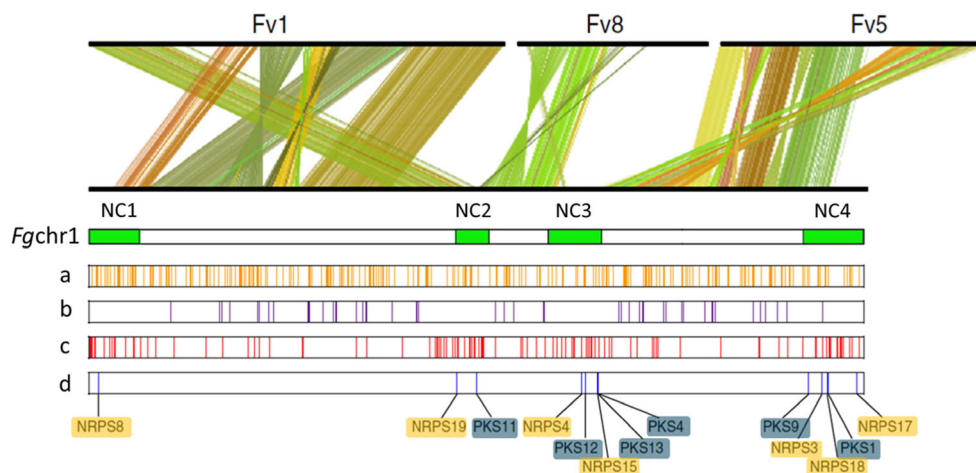 Fv1 Fv8 Fv5
NC1 NC2 NC3 NC4
Fgchr1
a
b
c
d
NRPS8 NRPS19 PKS11 NRPS4 PKS4 PKS9 NRPS17
PKS12 PKS13 NRPS3 PKS1
NRPS15 NRPS18